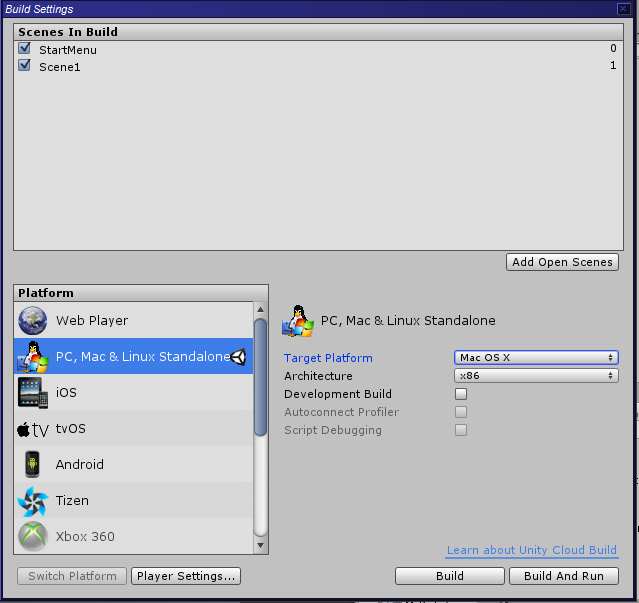 Build Settings
Scenes In Build
StartMenu 0
Scene1 1
Add Open Scenes
Platform
Web Player
PC, Mac & Linux Standalone
iOS
tv tvOS
Android
Tizen
Xbox 360
PC, Mac & Linux Standalone
Target Platform Mac OS X
Architecture x86
Development Build
Autoconnect Profiler
Script Debugging
Learn about Unity Cloud Build
Switch Platform Player Settings... Build Build And Run